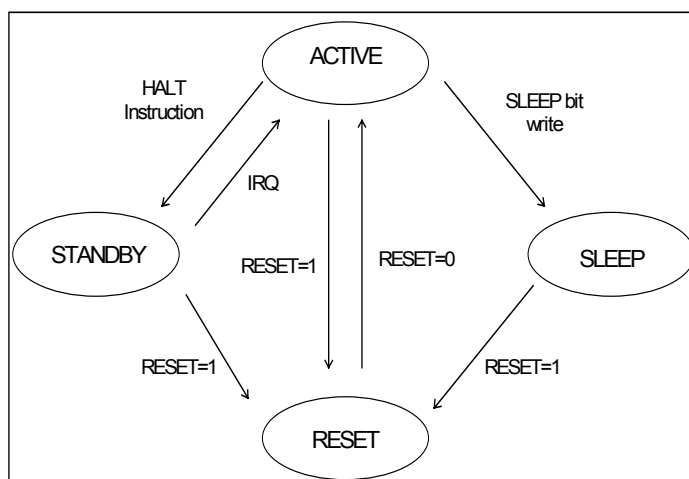 ACTIVE
HALT
Instruction
SLEEP bit
write
IRQ
STANDBY
RESET=1
RESET=0
SLEEP
RESET=1
RESET=1
RESET